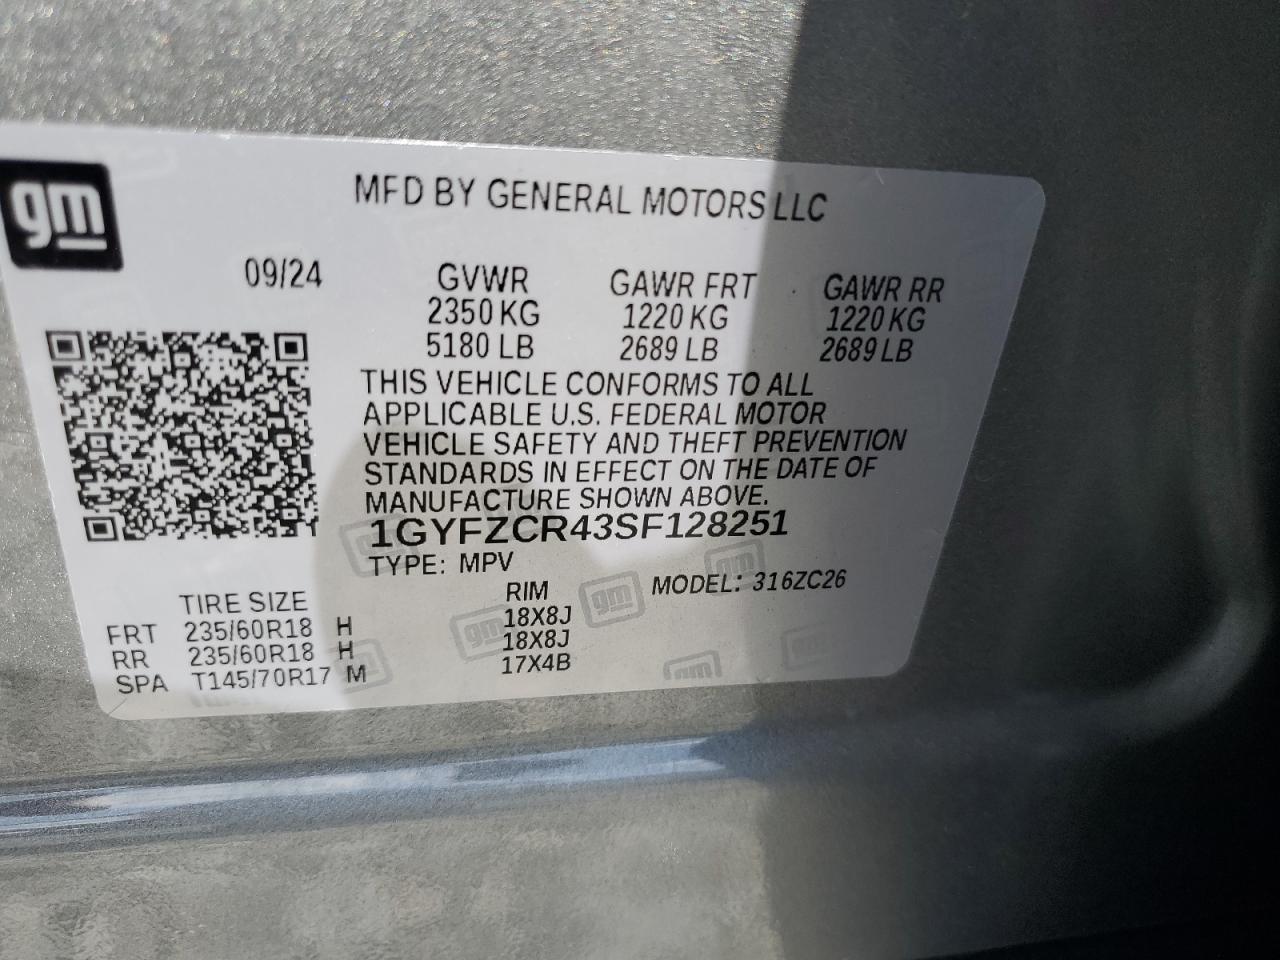 gm
MFD BY GENERAL MOTORS LLC
09/24 GVWR GAWR FRT GAWR RR
2350 KG 1220 KG 1220 KG
5180 LB 2689 LB 2689 LB
THIS VEHICLE CONFORMS TO ALL
APPLICABLE U.S. FEDERAL MOTOR
VEHICLE SAFETY AND THEFT PREVENTION
STANDARDS IN EFFECT ON THE DATE OF
MANUFACTURE SHOWN ABOVE.
1GYFZCR43SF128251
TYPE: MPV
MODEL: 316ZC26
TIRE SIZE RIM
FRT 235/60R18 H 18X8J
RR 235/60R18 H 18X8J
SPA T145/70R17 M 17X4B
gm
gm
gm